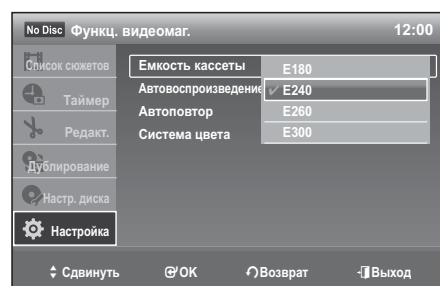 No Disc Функц. видеомаг. 12:00
Список сюжетов
Таймер
Редакт.
Дублирование
Настр. диска
Настройка
Емкость кассеты
Автовоспроизведение
Автоповтор
Система цвета
E180
✓ E240
E260
E300
Сдвинуть OK Возврат Выход